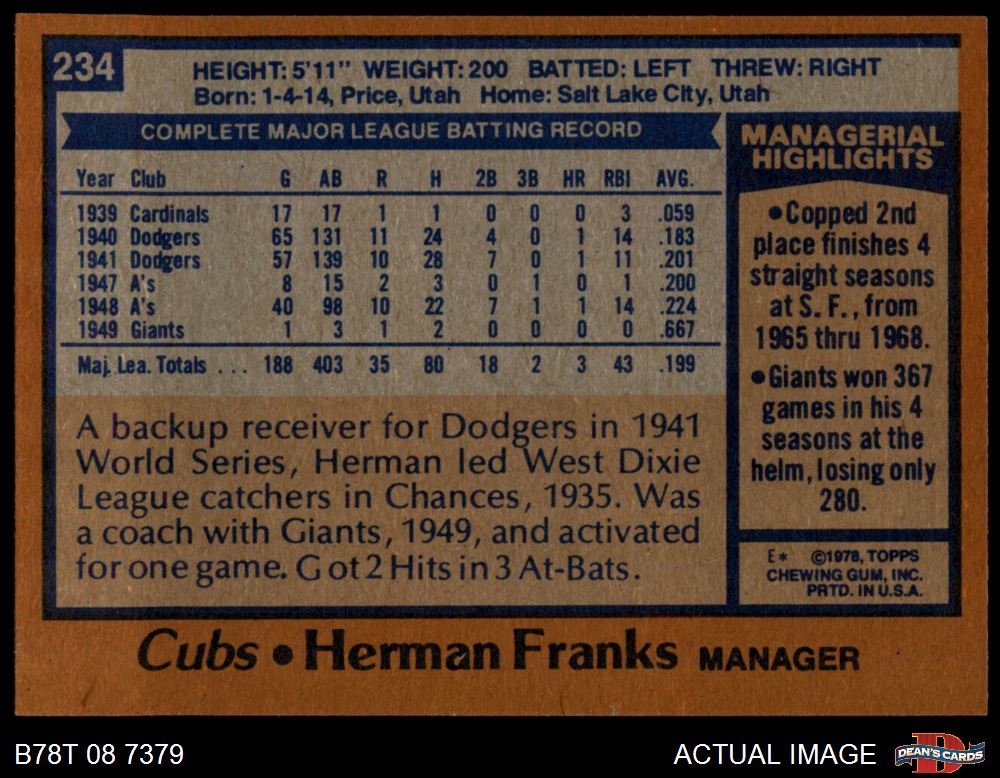 234
HEIGHT: 5'11" WEIGHT: 200 BATTED: LEFT THREW: RIGHT
Born: 1-4-14, Price, Utah Home: Salt Lake City, Utah
COMPLETE MAJOR LEAGUE BATTING RECORD
Year Club G AB R H 2B 3B HR RBI AVG.
1939 Cardinals 17 17 1 1 0 0 0 3 .059
1940 Dodgers 65 131 11 24 4 0 1 14 .183
1941 Dodgers 57 139 10 28 7 0 1 11 .201
1947 A's 8 15 2 3 0 1 0 1 .200
1948 A's 40 98 10 22 7 1 1 14 .224
1949 Giants 1 3 1 2 0 0 0 0 .667
Maj. Lea. Totals . . . 188 403 35 80 18 2 3 43 .199
A backup receiver for Dodgers in 1941
World Series, Herman led West Dixie
League catchers in Chances, 1935. Was
a coach with Giants, 1949, and activated
for one game. Got 2 Hits in 3 At-Bats.
MANAGERIAL
HIGHLIGHTS
•Copped 2nd
place finishes 4
straight seasons
at S. F., from
1965 thru 1968.
•Giants won 367
games in his 4
seasons at the
helm, losing only
280.
E* ©1978, TOPPS
CHEWING GUM, INC.
PRTD. IN U.S.A.
Cubs • Herman Franks MANAGER
B78T 08 7379
ACTUAL IMAGE
D
DEAN'S CARDS